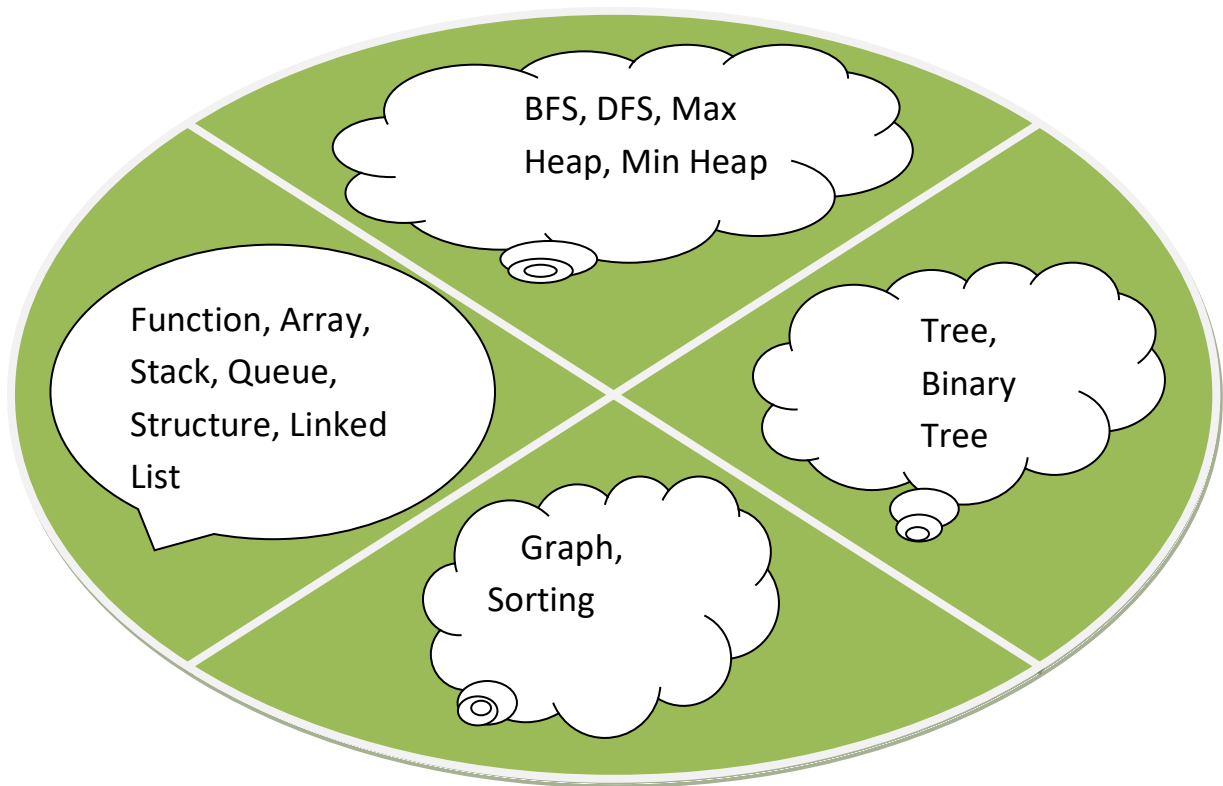 BFS, DFS, Max
Heap, Min Heap
Function, Array,
Stack, Queue,
Structure, Linked
List
Tree,
Binary
Tree
Graph,
Sorting